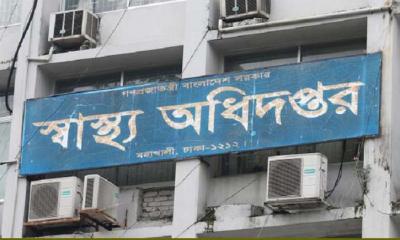 গণপ্রজাতন্ত্রী বাংলাদেশ সরকার
স্বাস্থ্য অধিদপ্তর
মহাখালী, ঢাকা-১২১২